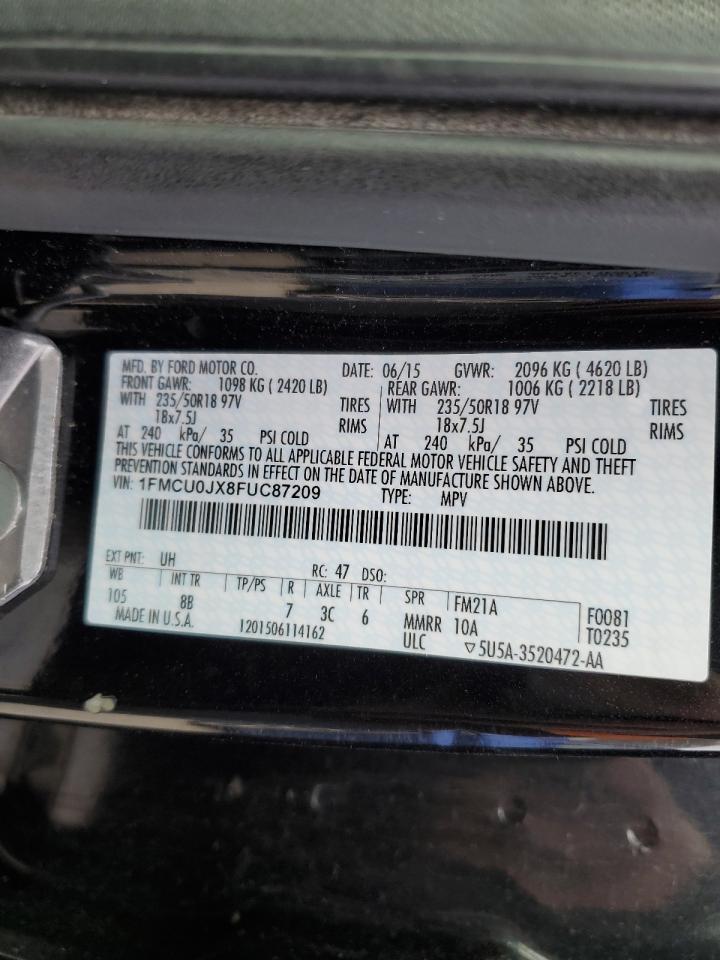 MFD. BY FORD MOTOR CO. DATE: 06/15 GVWR: 2096 KG ( 4620 LB)
FRONT GAWR: 1098 KG ( 2420 LB) REAR GAWR: 1006 KG ( 2218 LB)
WITH 235/50R18 97V TIRES WITH 235/50R18 97V TIRES
18x7.5J RIMS 18x7.5J RIMS
AT 240 kPa/ 35 PSI COLD AT 240 kPa/ 35 PSI COLD
THIS VEHICLE CONFORMS TO ALL APPLICABLE FEDERAL MOTOR VEHICLE SAFETY AND THEFT
PREVENTION STANDARDS IN EFFECT ON THE DATE OF MANUFACTURE SHOWN ABOVE.
VIN: 1FMCU0JX8FUC87209 TYPE: MPV
EXT PNT: UH RC: 47 DSO:
WB INT TR TP/PS R AXLE TR SPR FM21A F0081
105 8B 7 3C 6 MMRR 10A T0235
MADE IN U.S.A. 1201506114162 ULC ▽5U5A-3520472-AA